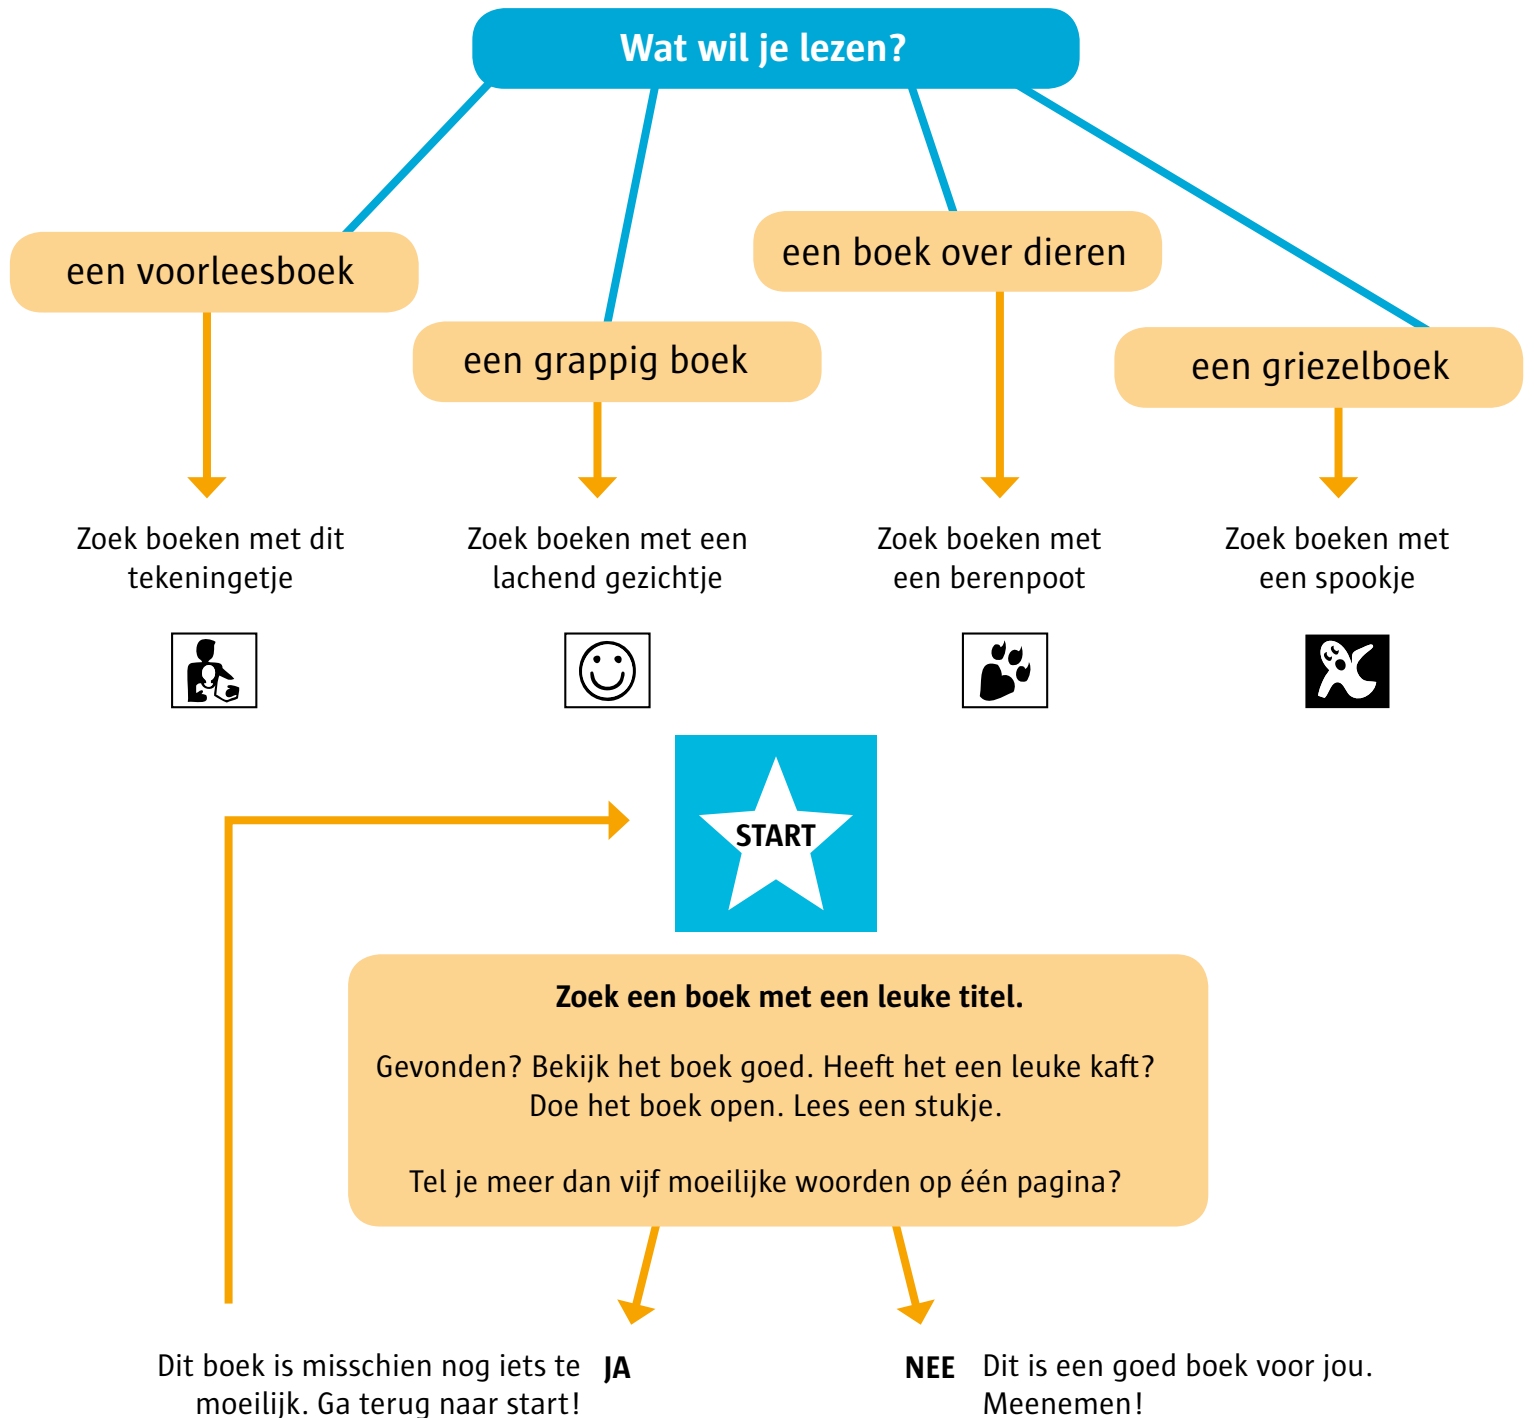 Wat wil je lezen?
een voorleesboek
een grappig boek
een boek over dieren
een griezelboek
Zoek boeken met dit
tekeningetje
Zoek boeken met een
lachend gezichtje
Zoek boeken met
een berenpoot
Zoek boeken met
een spookje
START
Zoek een boek met een leuke titel.
Gevonden? Bekijk het boek goed. Heeft het een leuke kaft?
Doe het boek open. Lees een stukje.
Tel je meer dan vijf moeilijke woorden op één pagina?
JA
Dit boek is misschien nog iets te
moeilijk. Ga terug naar start!
NEE
Dit is een goed boek voor jou.
Meenemen!